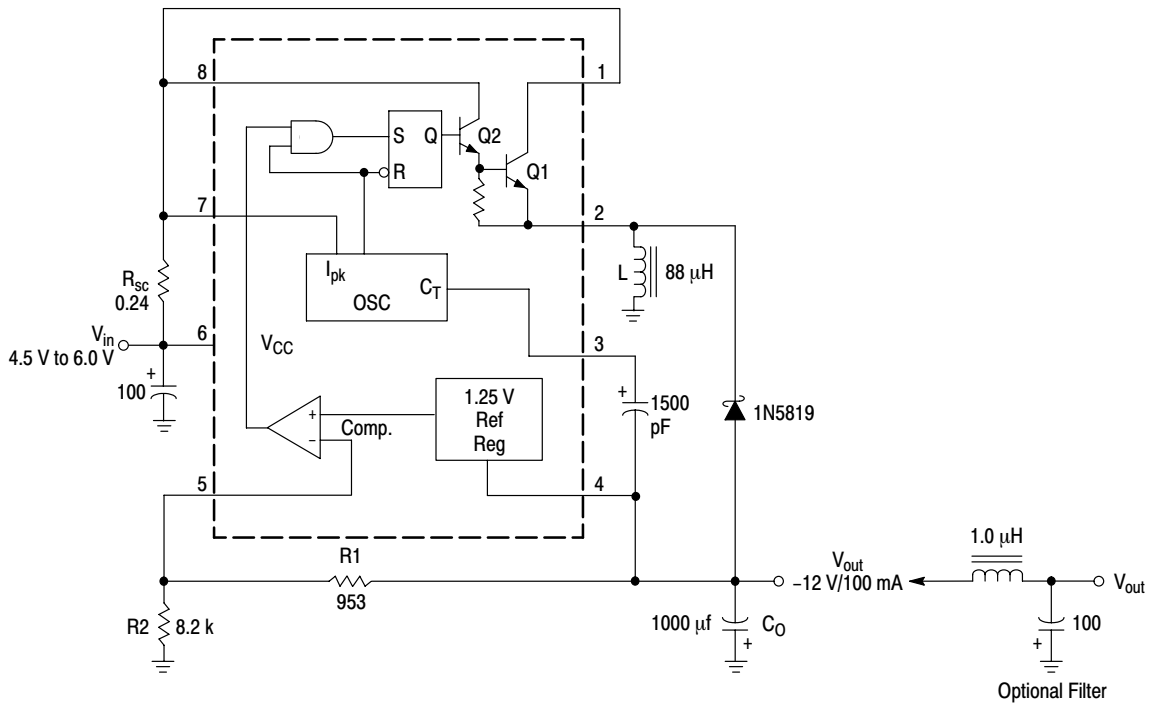 8
1
S
Q
Q2
R
Q1
7
2
Ipk
CT
OSC
L
88 μH
Rsc
0.24
Vin
4.5 V to 6.0 V
6
VCC
3
+
100
1.25 V
Ref
Reg
+
1500
pF
1N5819
+
−
Comp.
5
4
R1
953
1.0 μH
Vout
−12 V/100 mA
Vout
R2
8.2 k
1000 μf
CO
+
100
+
Optional Filter